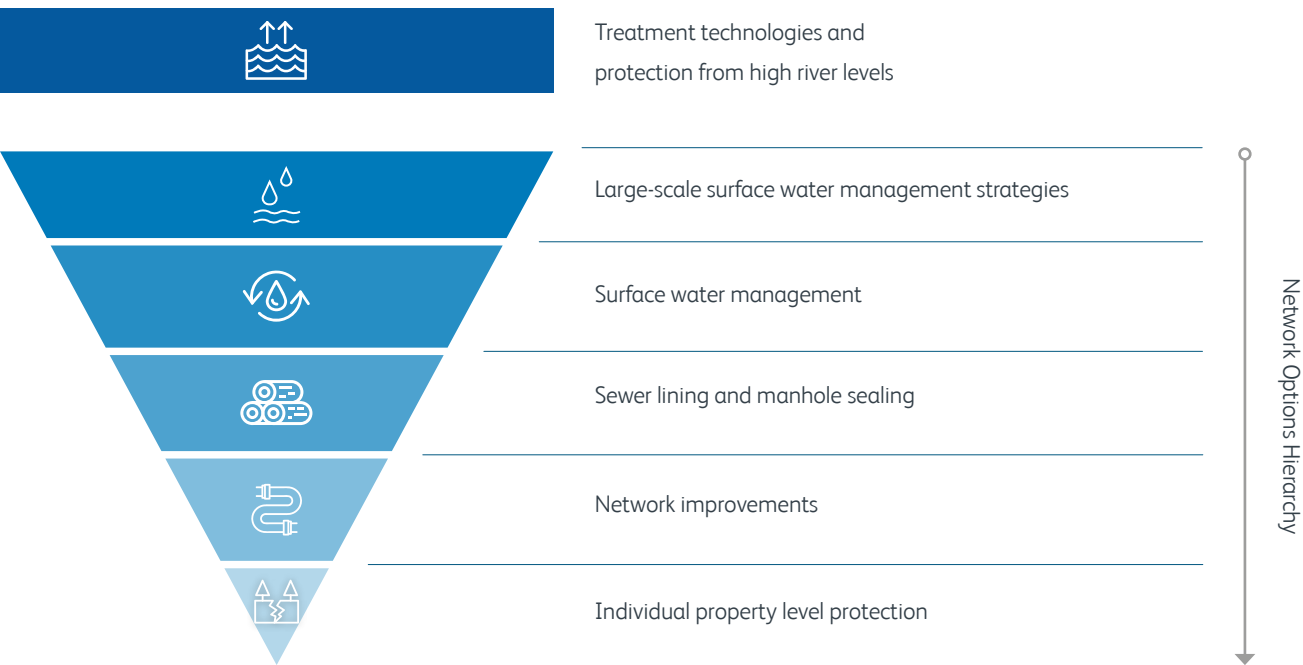 Treatment technologies and
protection from high river levels
Large-scale surface water management strategies
Surface water management
Sewer lining and manhole sealing
Network improvements
Individual property level protection
Network Options Hierarchy